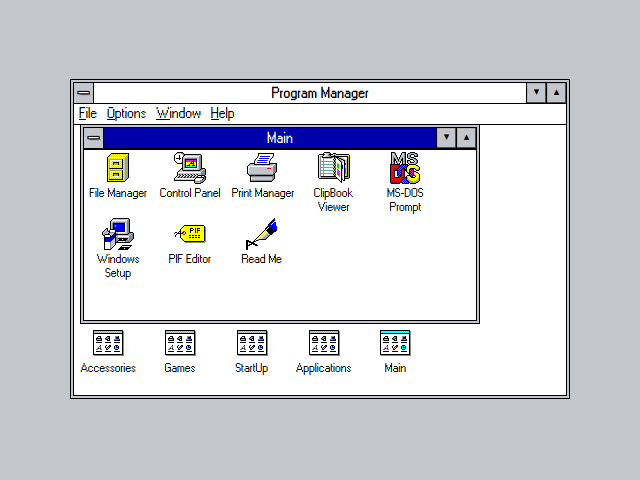 Program Manager
File Options Window Help
Main
MS
DOS
PIF
File Manager Control Panel Print Manager ClipBook Viewer MS-DOS Prompt
Windows Setup PIF Editor Read Me
Accessories Games StartUp Applications Main